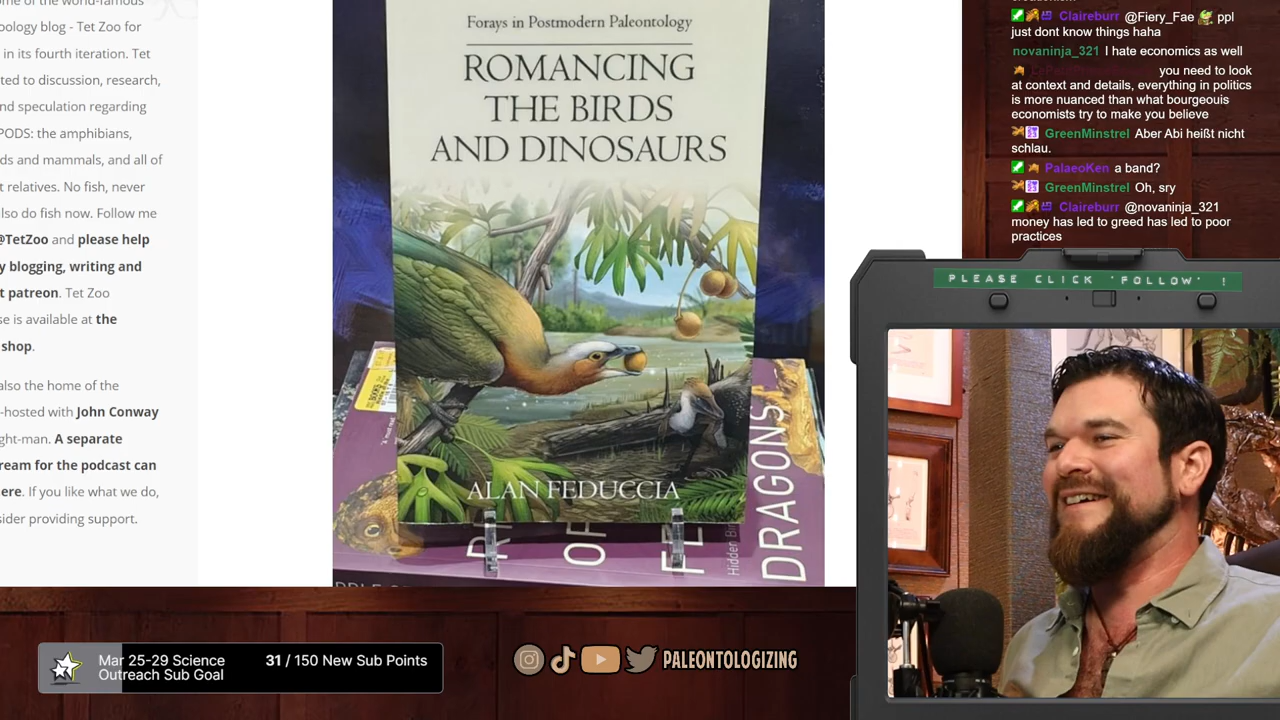 me of the world-famous
oology blog - Tet Zoo for
in its fourth iteration. Tet
ted to discussion, research,
nd speculation regarding
PODS: the amphibians,
ds and mammals, and all of
t relatives. No fish, never
lso do fish now. Follow me
@TetZoo and please help
y blogging, writing and
t patreon. Tet Zoo
se is available at the
shop.
also the home of the
-hosted with John Conway
ght-man. A separate
ream for the podcast can
ere. If you like what we do,
sider providing support.
Forays in Postmodern Paleontology
ROMANCING
THE BIRDS
AND DINOSAURS
ALAN FEDUCCIA
OF
DRAGONS
Hidden
Claireburr @Fiery_Fae ppl
just dont know things haha
novaninja_321 I hate economics as well
you need to look
at context and details, everything in politics
is more nuanced than what bourgeouis
economists try to make you believe
GreenMinstrel Aber Abi heißt nicht
schlau.
PalaeoKen a band?
GreenMinstrel Oh, sry
Claireburr @novaninja_321
money has led to greed has led to poor
practices
PLEASE CLICK 'FOLLOW' !
Mar 25-29 Science
Outreach Sub Goal
31 / 150 New Sub Points
PALEONTOLOGIZING